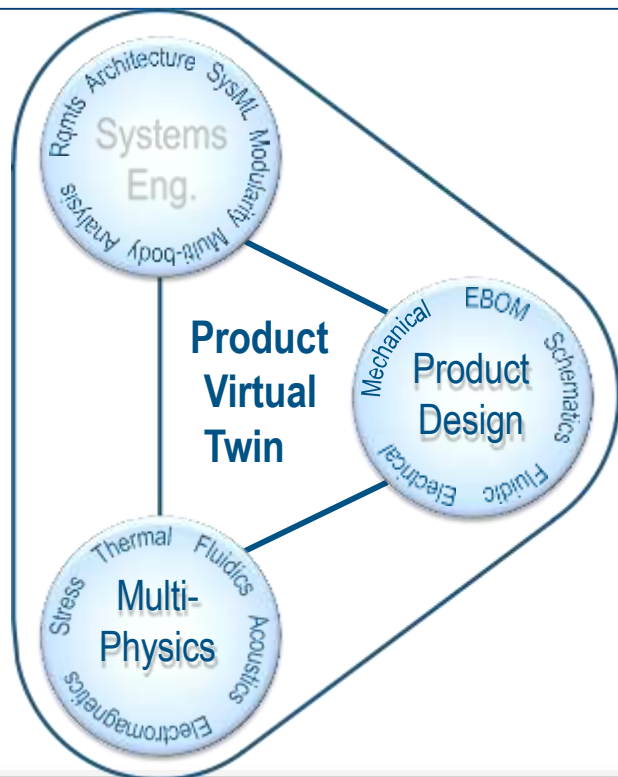 Rqmts Architecture SysML Modularity Multi-body Analysis
Systems
Eng.
Product
Virtual
Twin
Mechanical EBOM Schematics Fluidic Electrical
Product
Design
Stress Thermal Fluidics Acoustics Electromagnetics
Multi-
Physics